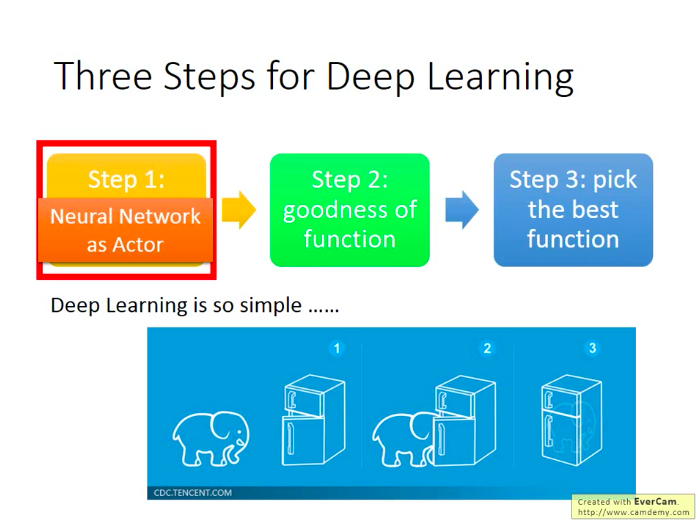 Three Steps for Deep Learning
Step 1:
Neural Network
as Actor
Step 2:
goodness of
function
Step 3: pick
the best
function
Deep Learning is so simple ……
1
2
3
CDC.TENCENT.COM
Created with EverCam.
http://www.camdemy.com